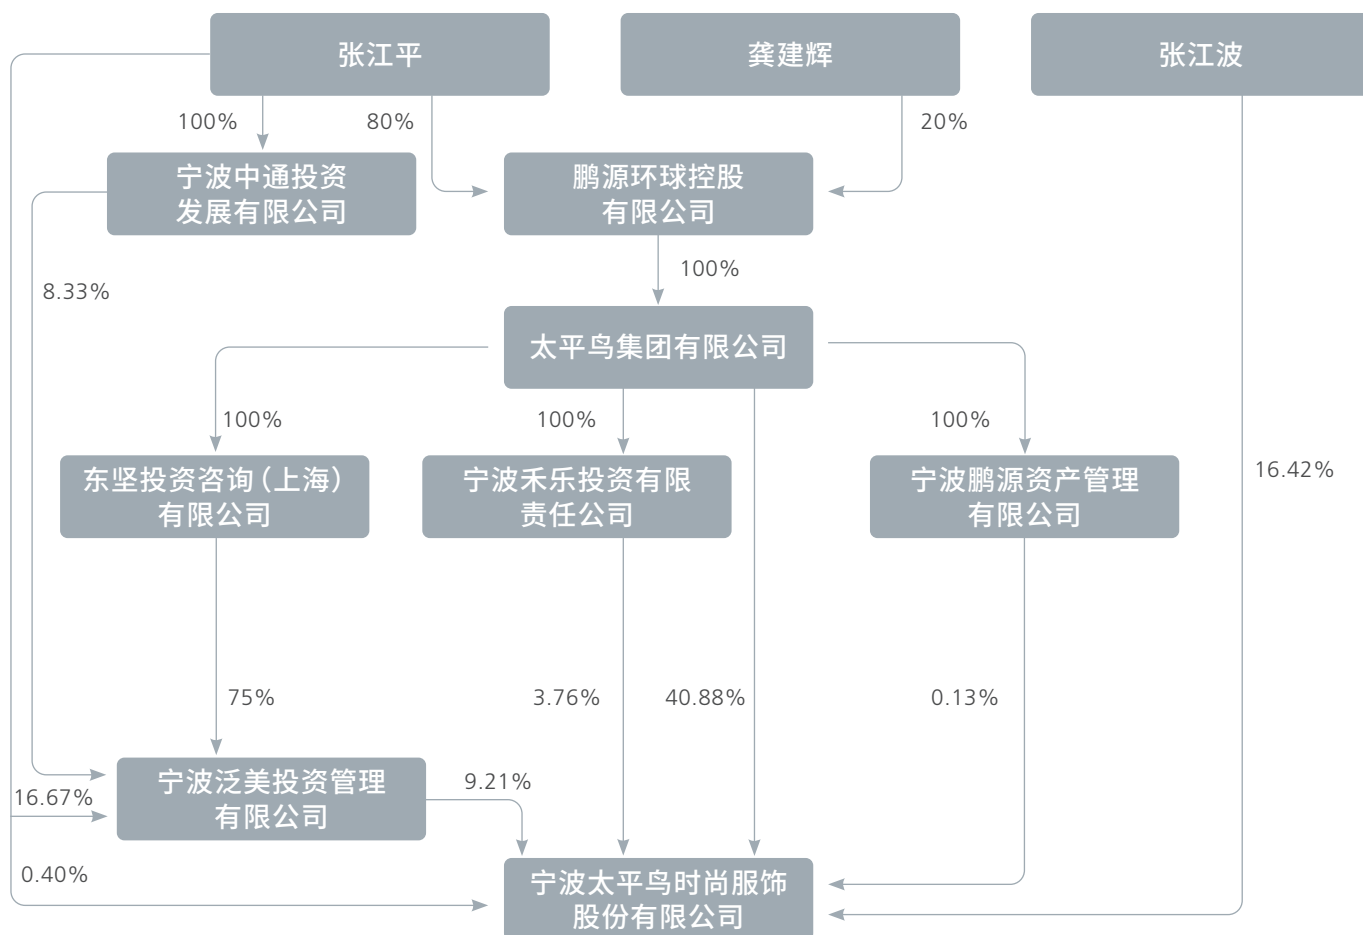 张江平
龚建辉
张江波
100%
80%
20%
宁波中通投资
发展有限公司
鹏源环球控股
有限公司
8.33%
100%
太平鸟集团有限公司
100%
100%
100%
东坚投资咨询（上海）
有限公司
宁波禾乐投资有限
责任公司
宁波鹏源资产管理
有限公司
16.42%
75%
3.76%
40.88%
0.13%
宁波泛美投资管理
有限公司
9.21%
16.67%
0.40%
宁波太平鸟时尚服饰
股份有限公司